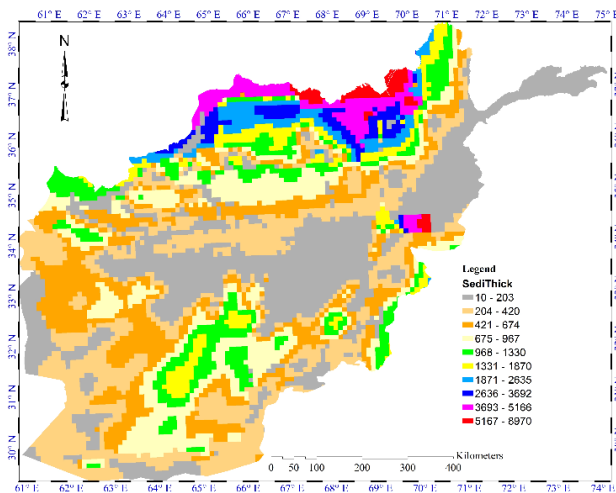 61° E 62° E 63° E 64° E 65° E 66° E 67° E 68° E 69° E 70° E 71° E 72° E 73° E 74° E 75° E
N
38° N
37° N
36° N
35° N
34° N
33° N
32° N
31° N
30° N
Legend
SediThick
10 - 203
204 - 420
421 - 674
675 - 967
968 - 1330
1331 - 1870
1871 - 2635
2636 - 3692
3693 - 5166
5167 - 8970
Kilometers
0 50 100 200 300 400
61° E 62° E 63° E 64° E 65° E 66° E 67° E 68° E 69° E 70° E 71° E